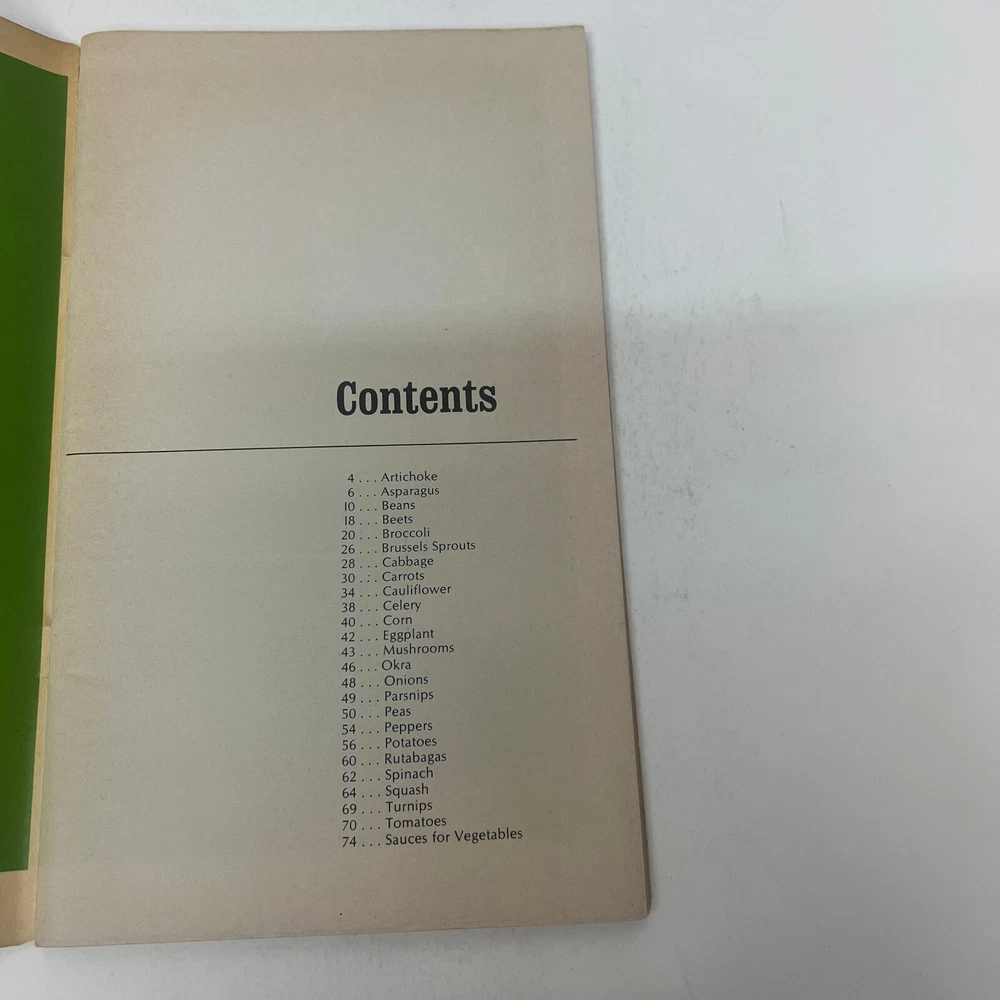 Contents
4 . . . Artichoke
6 . . . Asparagus
10 . . . Beans
18 . . . Beets
20 . . . Broccoli
26 . . . Brussels Sprouts
28 . . . Cabbage
30 . . . Carrots
34 . . . Cauliflower
38 . . . Celery
40 . . . Corn
42 . . . Eggplant
43 . . . Mushrooms
46 . . . Okra
48 . . . Onions
49 . . . Parsnips
50 . . . Peas
54 . . . Peppers
56 . . . Potatoes
60 . . . Rutabagas
62 . . . Spinach
64 . . . Squash
69 . . . Turnips
70 . . . Tomatoes
74 . . . Sauces for Vegetables